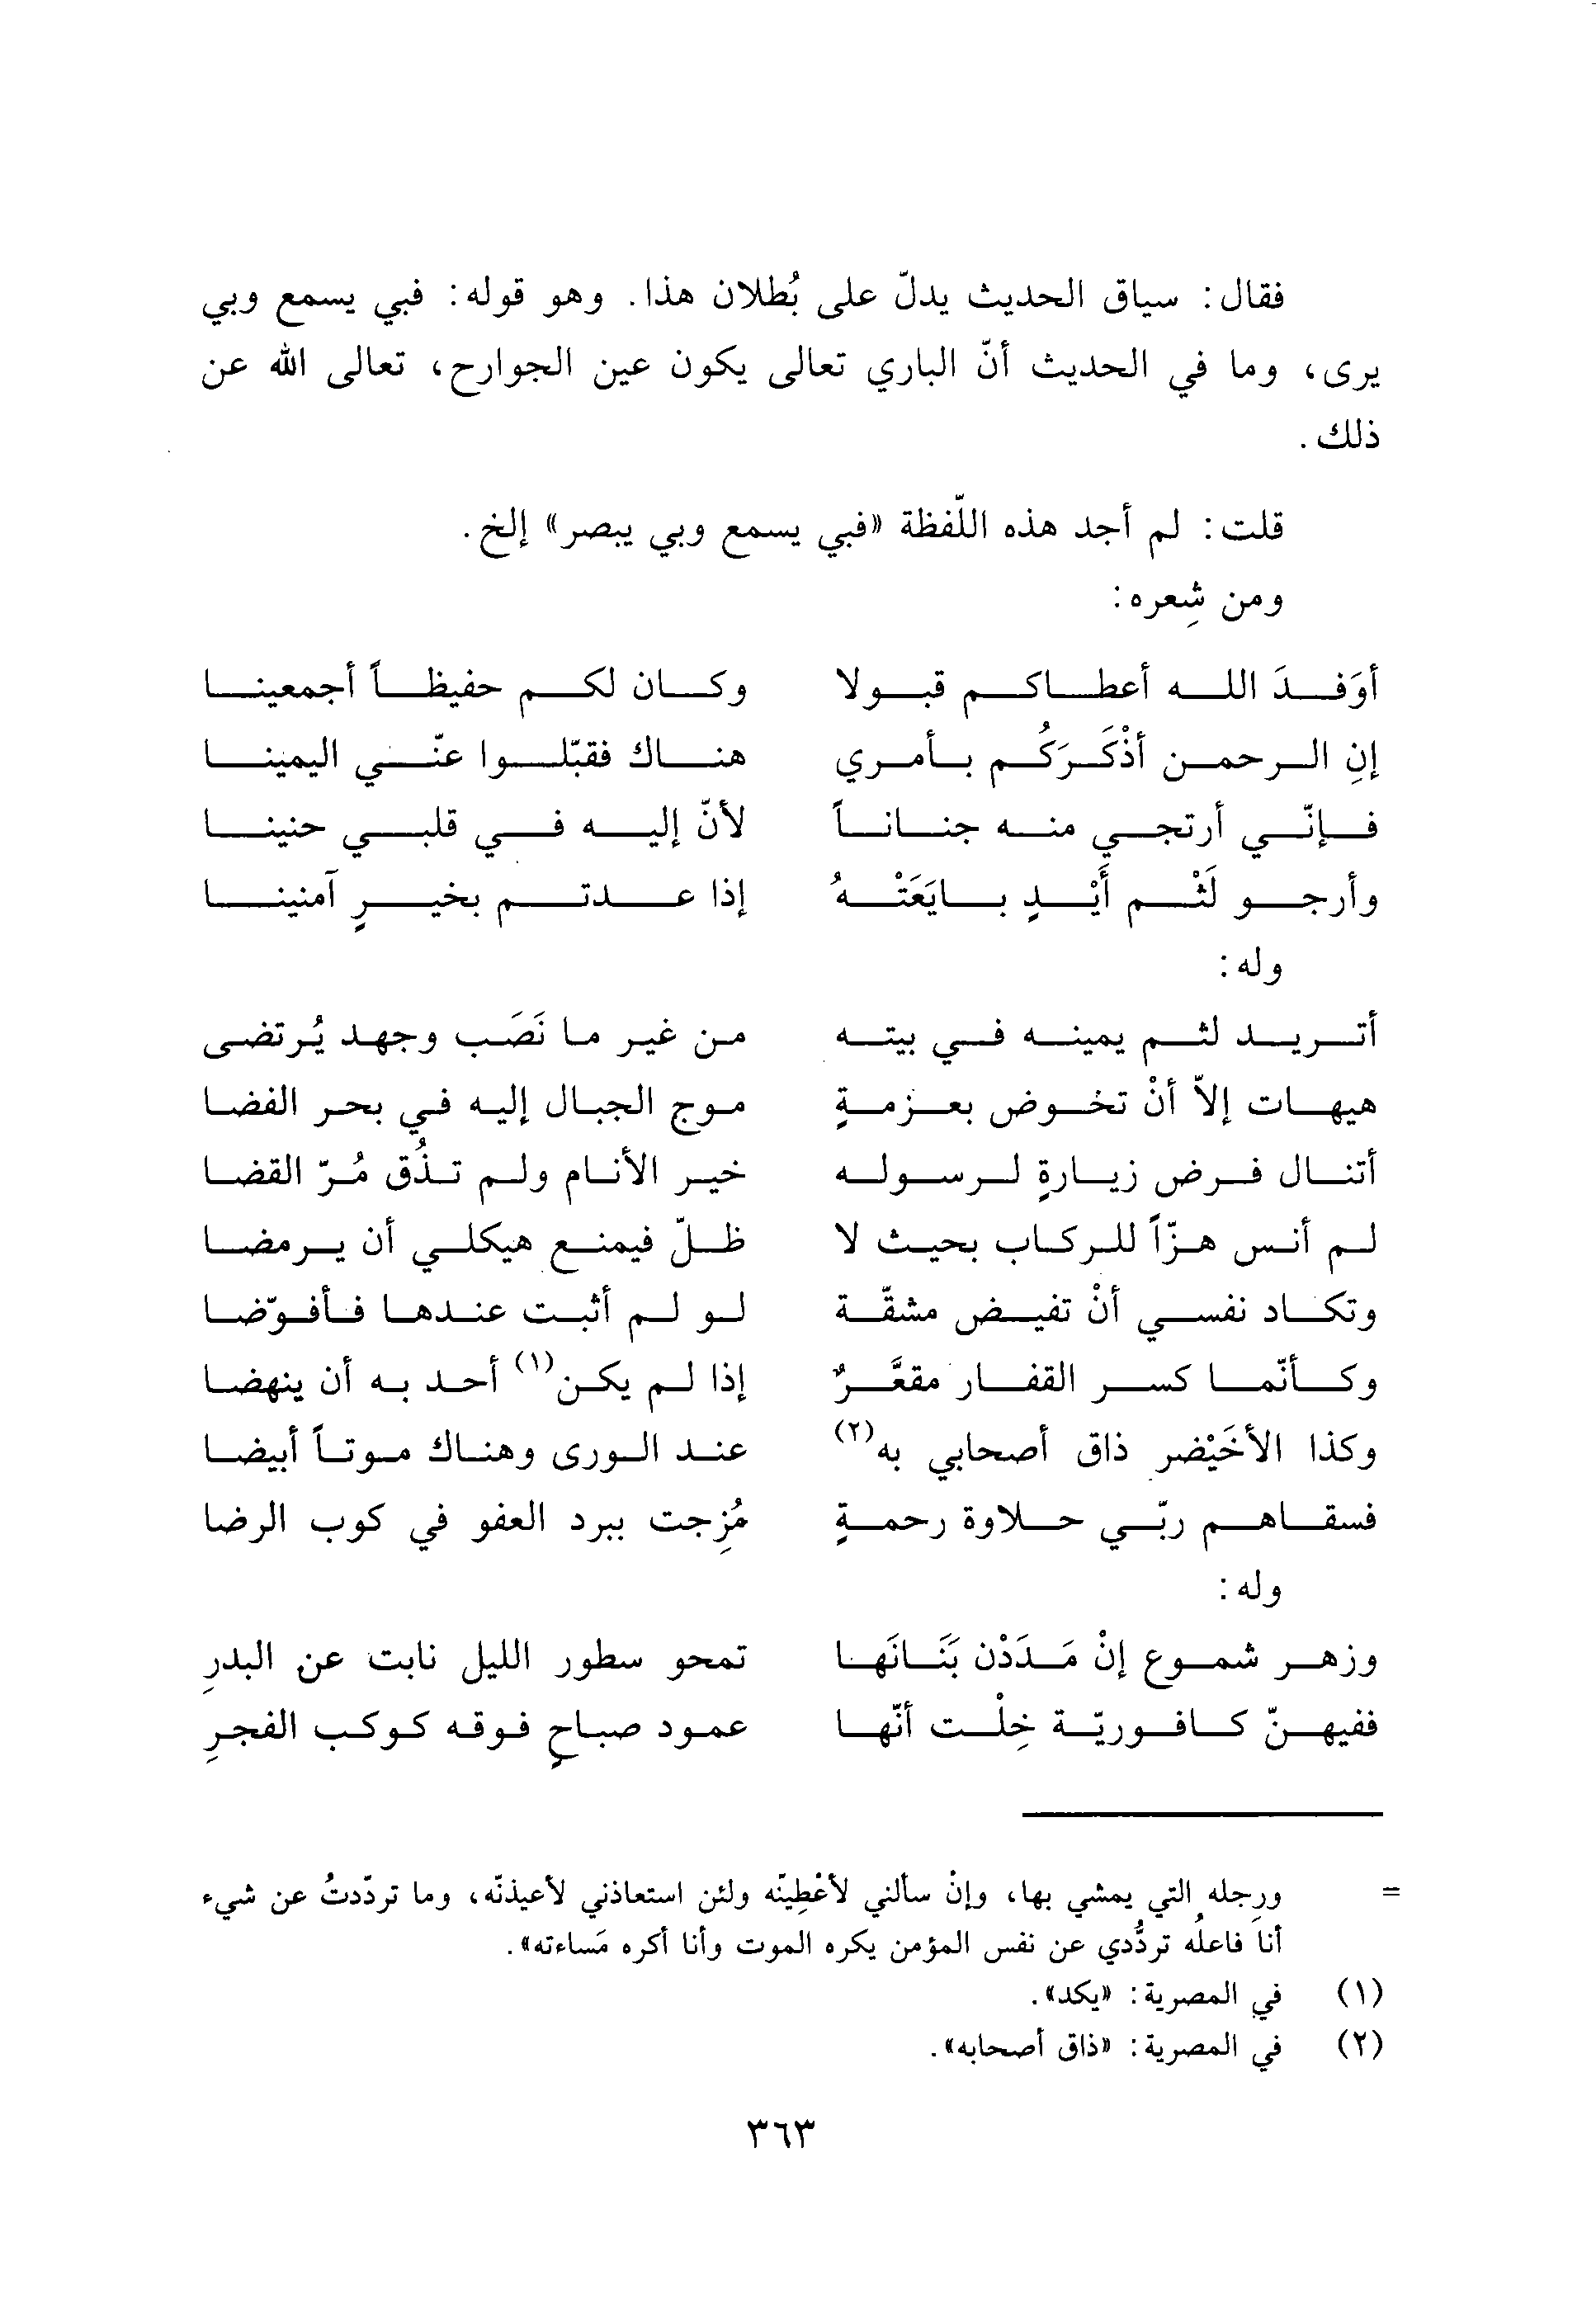 فقال: سياق الحديث يدلّ على بُطلان هذا. وهو قوله: فبي يسمع وبي
يرى، وما في الحديث أنّ الباري تعالى يكون عين الجوارح، تعالى الله عن
ذلك.
قلت: لم أجد هذه اللّفظة «فبي يسمع وبي يبصر» إلخ.
ومن شِعره:
أوَفدَ الله أعطاكم قبولا وكان لكم حفيظاً أجمعينا
إنِ الرحمن أذْكَرَكُم بأمري هناك فقبّلوا عنّي اليمينا
فإنّي أرتجي منه جناناً لأنّ إليه في قلبي حنينا
وأرجو لَثْم أَيْدٍ بايَعَتْهُ إذا عدتم بخيرٍ آمنينا
وله:
أتريد لثم يمينه في بيته من غير ما نَصَب وجهد يُرتضى
هيهات إلاّ أنْ تخوض بعزمةٍ موج الجبال إليه في بحر الفضا
أتنال فرض زيارةٍ لرسوله خير الأنام ولم تذُق مُرّ القضا
لم أنس هزّاً للركاب بحيث لا ظلّ فيمنع هيكلي أن يرمضا
وتكاد نفسي أنْ تفيض مشقّة لو لم أثبت عندها فأفوّضا
وكأنّما كسر القفار مقعَّرٌ إذا لم يكن(١) أحد به أن ينهضا
وكذا الأخَيْضر ذاق أصحابي به(٢) عند الورى وهناك موتاً أبيضا
فسقاهم ربّي حلاوة رحمةٍ مُزِجت ببرد العفو في كوب الرضا
وله:
وزهر شموع إنْ مَدَدْن بَنَانَها تمحو سطور الليل نابت عن البدرِ
ففيهنّ كافوريّة خِلْت أنّها عمود صباحٍ فوقه كوكب الفجرِ
= ورِجله التي يمشي بها، وإنْ سألني لأعْطِينّه ولئن استعاذني لأعيذنّه، وما تردّدتُ عن شيء
أنا فاعلُه تردُّدي عن نفس المؤمن يكره الموت وأنا أكره مَساءته».
(١) في المصرية: «يكد».
(٢) في المصرية: «ذاق أصحابه».
٣٦٣